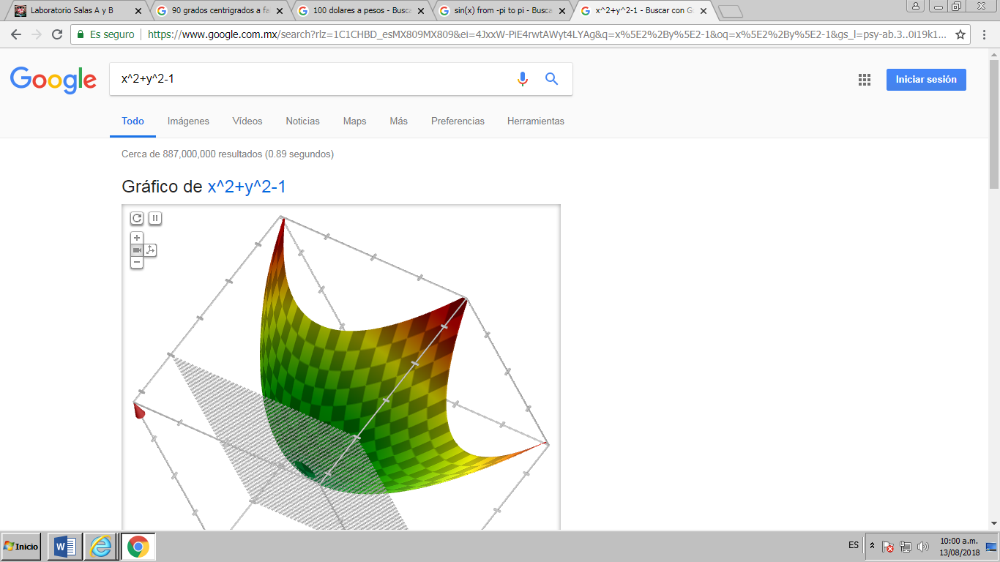 Laboratorio Salas A y B
90 grados centrigrados a fa
100 dolares a pesos - Busca
sin(x) from -pi to pi - Busca
x^2+y^2-1 - Buscar con Go
Es seguro
https://www.google.com.mx/search?rlz=1C1CHBD_esMX809MX809&ei=4JxxW-PiE4rwtAWyt4LYAg&q=x%5E2%2By%5E2-1&oq=x%5E2%2By%5E2-1&gs_l=psy-ab.3..0i19k1...
Google
x^2+y^2-1
Iniciar sesión
Todo Imágenes Vídeos Noticias Maps Más Preferencias Herramientas
Cerca de 887,000,000 resultados (0.89 segundos)
Gráfico de x^2+y^2-1
Inicio
ES
10:00 a.m.
13/08/2018